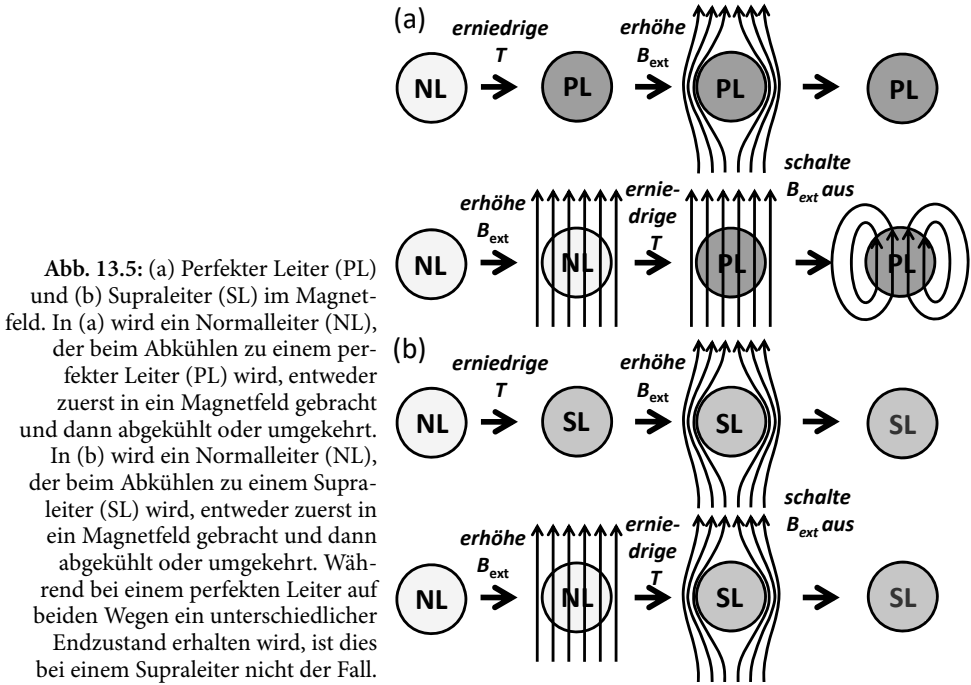 Abb. 13.5: (a) Perfekter Leiter (PL)
und (b) Supraleiter (SL) im Magnet-
feld. In (a) wird ein Normalleiter (NL),
der beim Abkühlen zu einem per-
fekter Leiter (PL) wird, entweder
zuerst in ein Magnetfeld gebracht
und dann abgekühlt oder umgekehrt.
In (b) wird ein Normalleiter (NL),
der beim Abkühlen zu einem Supra-
leiter (SL) wird, entweder zuerst in
ein Magnetfeld gebracht und dann
abgekühlt oder umgekehrt. Wäh-
rend bei einem perfekten Leiter auf
beiden Wegen ein unterschiedlicher
Endzustand erhalten wird, ist dies
bei einem Supraleiter nicht der Fall.
(a)
erniedrige
T
erhöhe
Bext
NL PL PL PL
erhöhe
Bext
ernie-
drige
T
schalte
Bext aus
NL NL PL PL
(b)
erniedrige
T
erhöhe
Bext
NL SL SL SL
erhöhe
Bext
ernie-
drige
T
schalte
Bext aus
NL NL SL SL